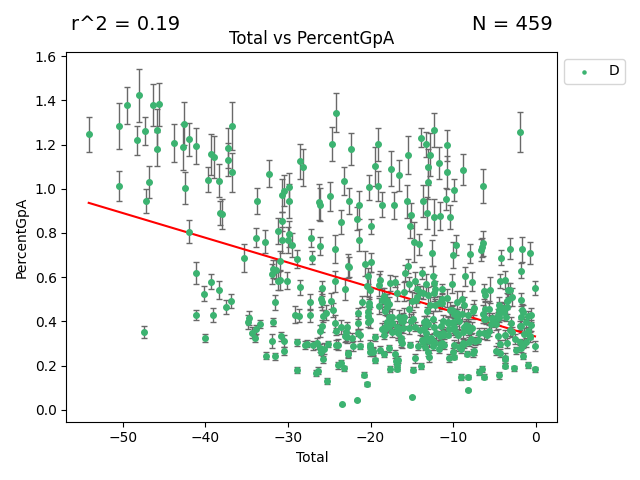 r^2 = 0.19
N = 459
Total vs PercentGpA
D
PercentGpA
1.6
1.4
1.2
1.0
0.8
0.6
0.4
0.2
0.0
−50
−40
−30
−20
−10
0
Total